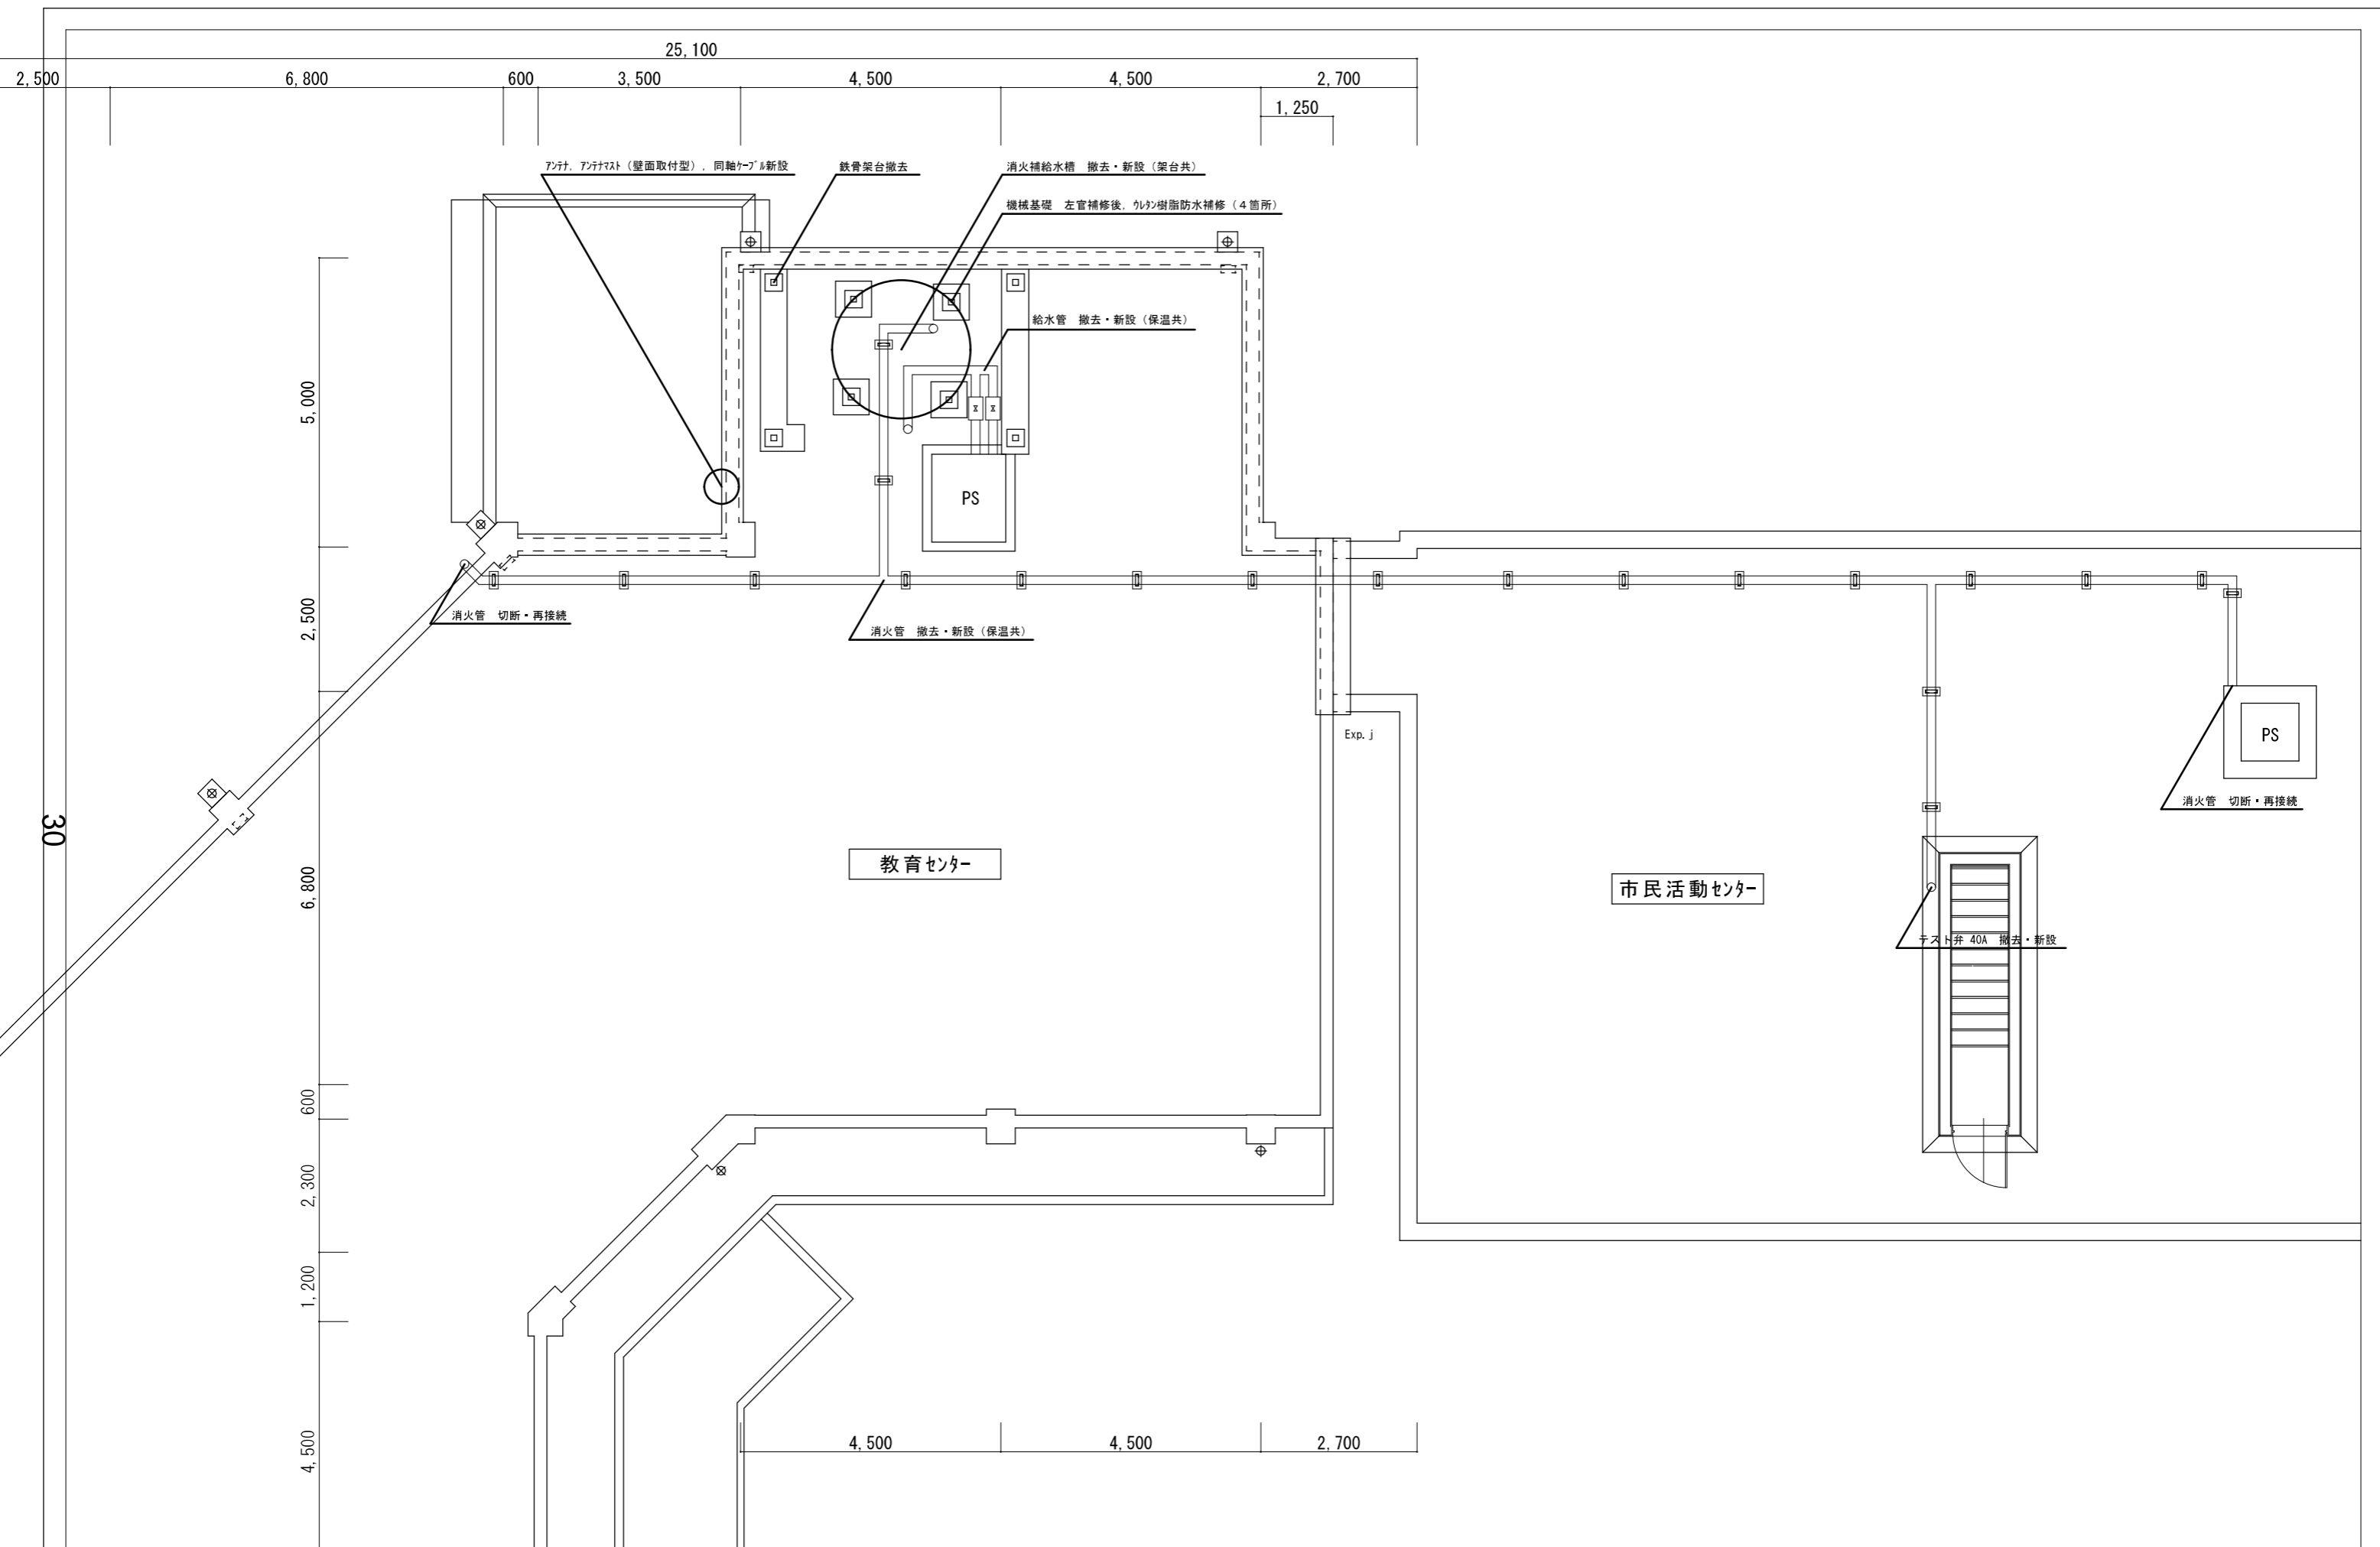 25,100
2,500 6,800 600 3,500 4,500 4,500 2,700
1,250
ｱﾝﾃﾅ, ｱﾝﾃﾅﾏｽﾄ（壁面取付型）, 同軸ｹｰﾌﾞﾙ新設
鉄骨架台撤去
消火補給水槽　撤去・新設（架台共）
機械基礎　左官補修後, ｳﾚﾀﾝ樹脂防水補修（４箇所）
給水管　撤去・新設（保温共）
5,000
PS
消火管　切断・再接続
2,500
消火管　撤去・新設（保温共）
Exp.j
PS
消火管　切断・再接続
30
教育ｾﾝﾀｰ
6,800
市民活動ｾﾝﾀｰ
テスト弁 40A　撤去・新設
600
2,300
1,200
4,500
4,500 4,500 2,700